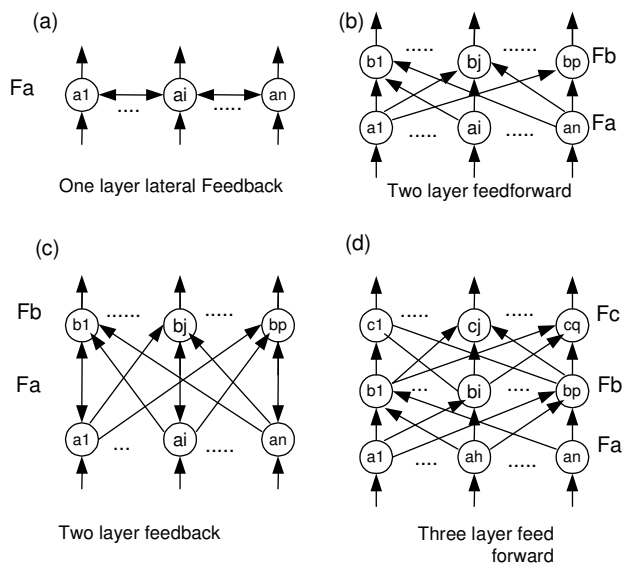 (a)
Fa
a1 ai an
.... .....
One layer lateral Feedback
(b)
..... ......
b1 bj bp Fb
a1 ..... ai ..... an Fa
Two layer feedforward
(c)
Fb
b1 ...... bj ..... bp
Fa
a1 ... ai ..... an
Two layer feedback
(d)
c1 ...... cj ..... cq Fc
b1 ... bi .... bp Fb
a1 .... ah ..... an Fa
Three layer feed
forward